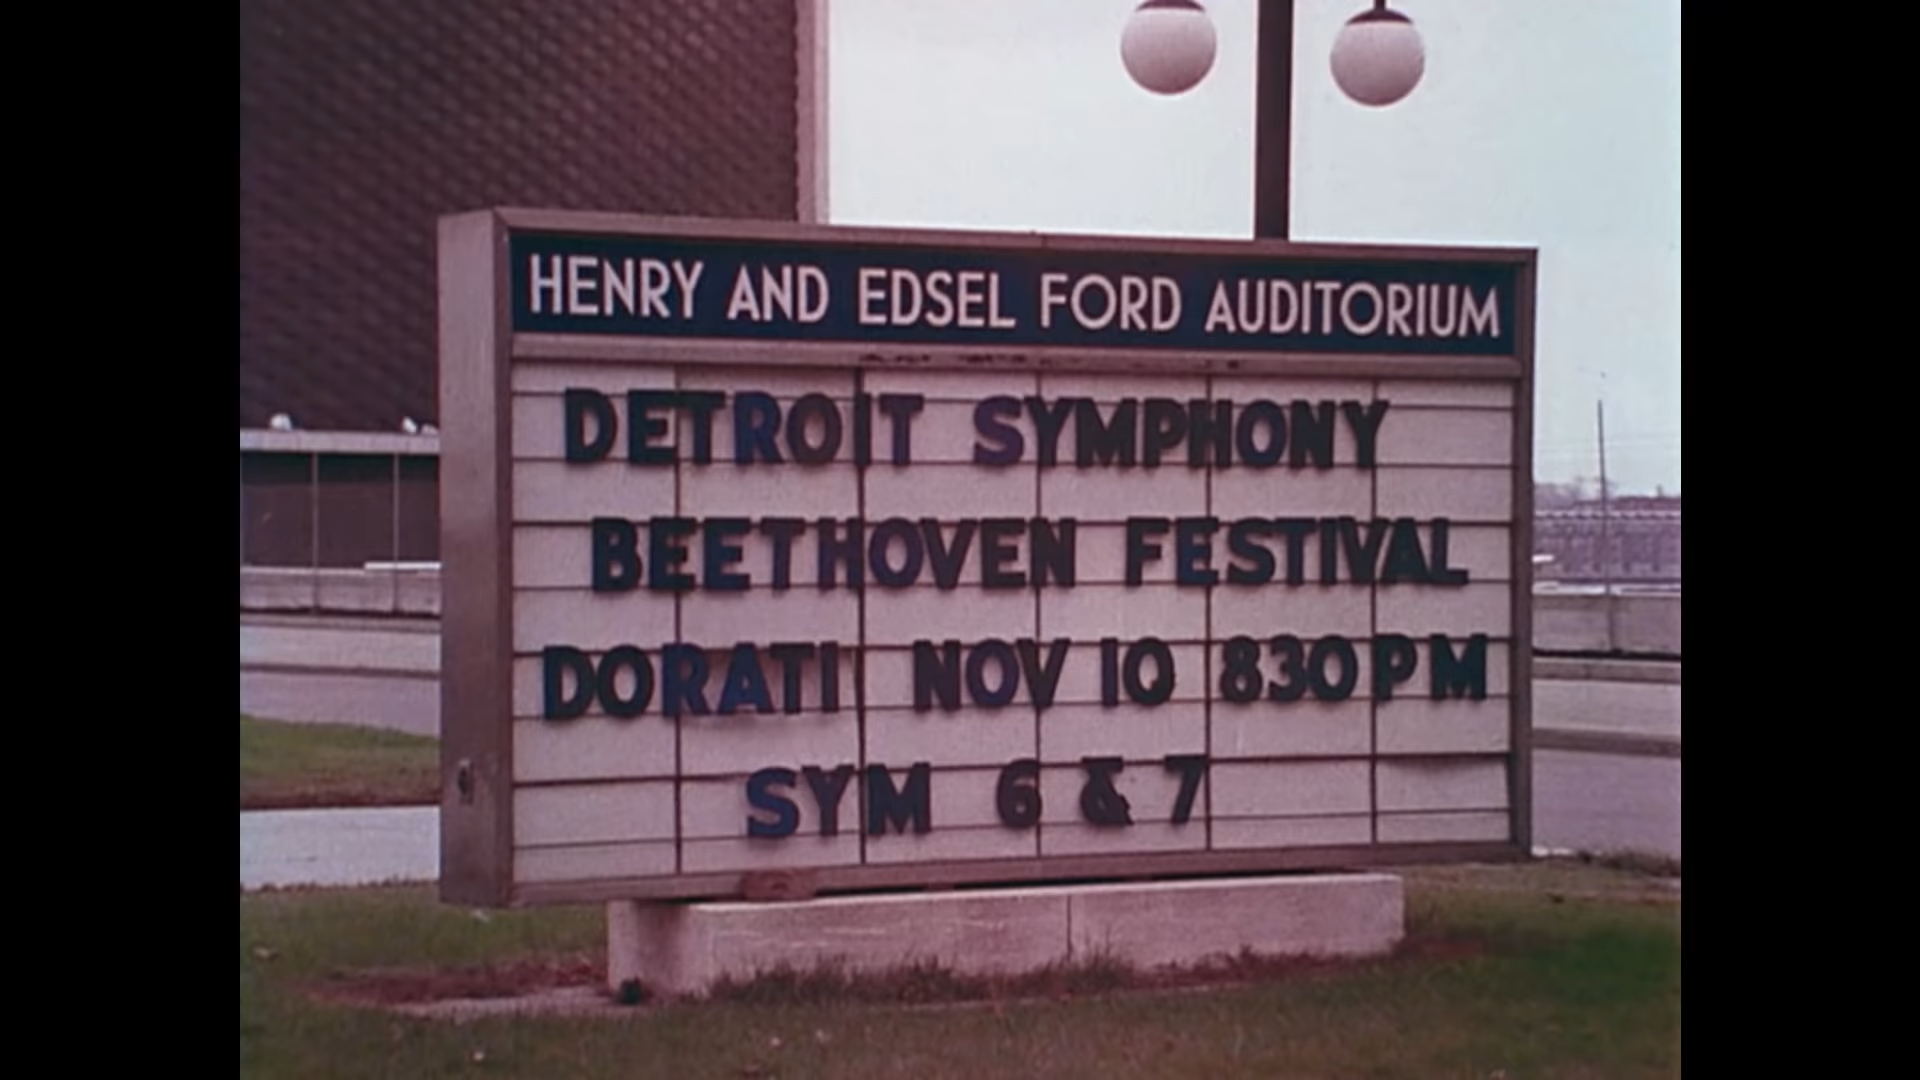 HENRY AND EDSEL FORD AUDITORIUM
DETROIT SYMPHONY
BEETHOVEN FESTIVAL
DORATI NOV 10 830 PM
SYM 6 & 7